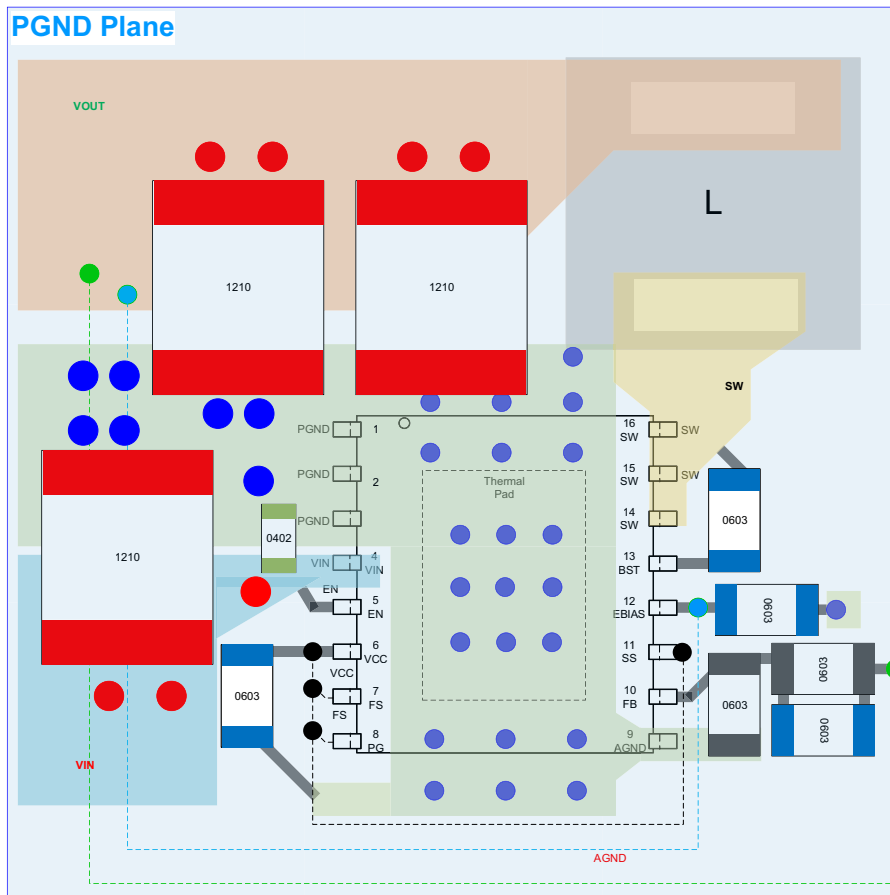 PGND Plane
VOUT
L
1210
1210
SW
PGND
1
16
SW
SW
PGND
2
Thermal
Pad
15
SW
SW
1210
PGND
0402
14
SW
0603
VIN
4
VIN
13
BST
EN
5
EN
12
EBIAS
0603
6
VCC
VCC
11
SS
0603
7
FS
FS
10
FB
0603
0603
0603
8
PG
9
AGND
VIN
AGND